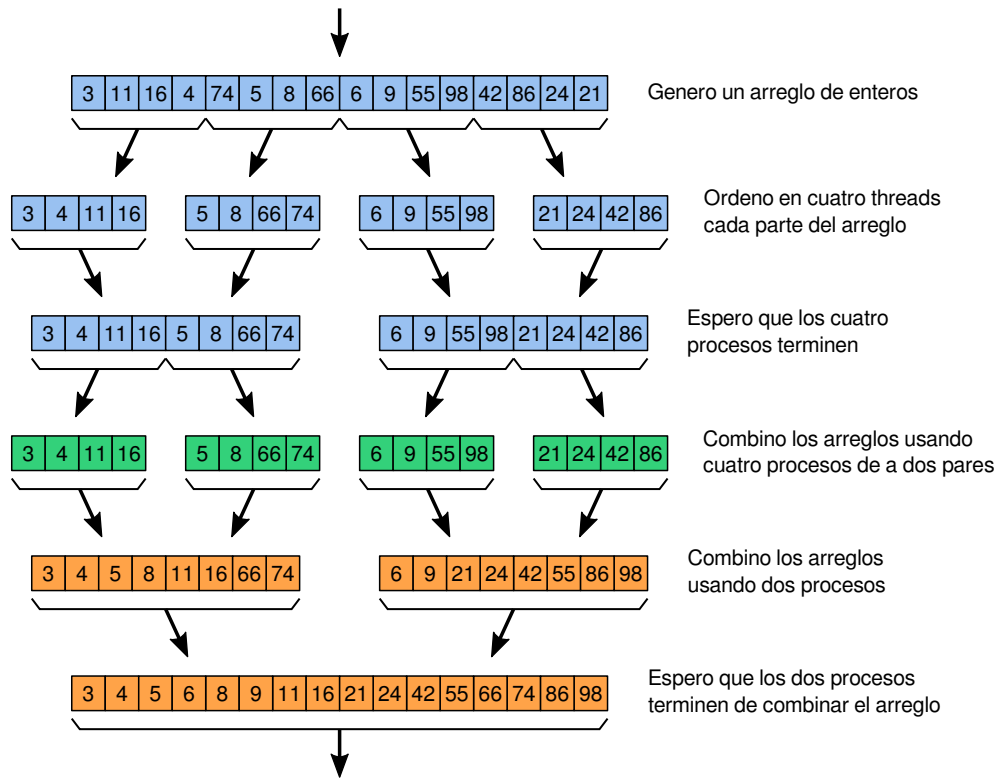 3 11 16 4 74 5 8 66 6 9 55 98 42 86 24 21
Genero un arreglo de enteros
3 4 11 16
5 8 66 74
6 9 55 98
21 24 42 86
Ordeno en cuatro threads
cada parte del arreglo
3 4 11 16 5 8 66 74
6 9 55 98 21 24 42 86
Espero que los cuatro
procesos terminen
3 4 11 16
5 8 66 74
6 9 55 98
21 24 42 86
Combino los arreglos usando
cuatro procesos de a dos pares
3 4 5 8 11 16 66 74
6 9 21 24 42 55 86 98
Combino los arreglos
usando dos procesos
3 4 5 6 8 9 11 16 21 24 42 55 66 74 86 98
Espero que los dos procesos
terminen de combinar el arreglo